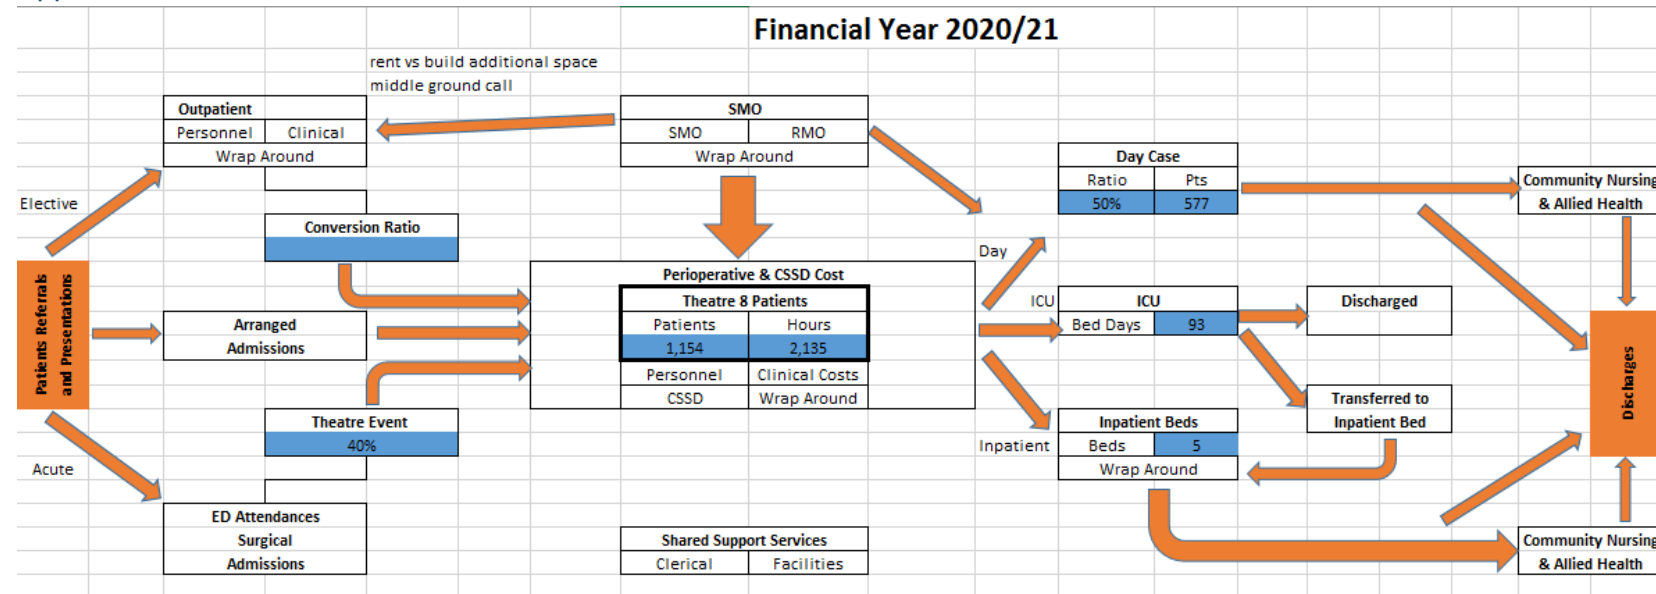 Financial Year 2020/21
rent vs build additional space
middle ground call
Outpatient
Personnel Clinical
Wrap Around
SMO
SMO RMO
Wrap Around
Day Case
Ratio Pts
50% 577
Community Nursing
& Allied Health
Elective
Conversion Ratio
Day
Patients Referrals
and Presentations
Arranged
Admissions
Perioperative & CSSD Cost
Theatre 8 Patients
Patients Hours
1,154 2,135
Personnel Clinical Costs
CSSD Wrap Around
ICU
ICU
Bed Days 93
Discharged
Transferred to
Inpatient Bed
Discharges
Theatre Event
40%
Inpatient
Inpatient Beds
Beds 5
Wrap Around
Acute
ED Attendances
Surgical
Admissions
Shared Support Services
Clerical Facilities
Community Nursing
& Allied Health